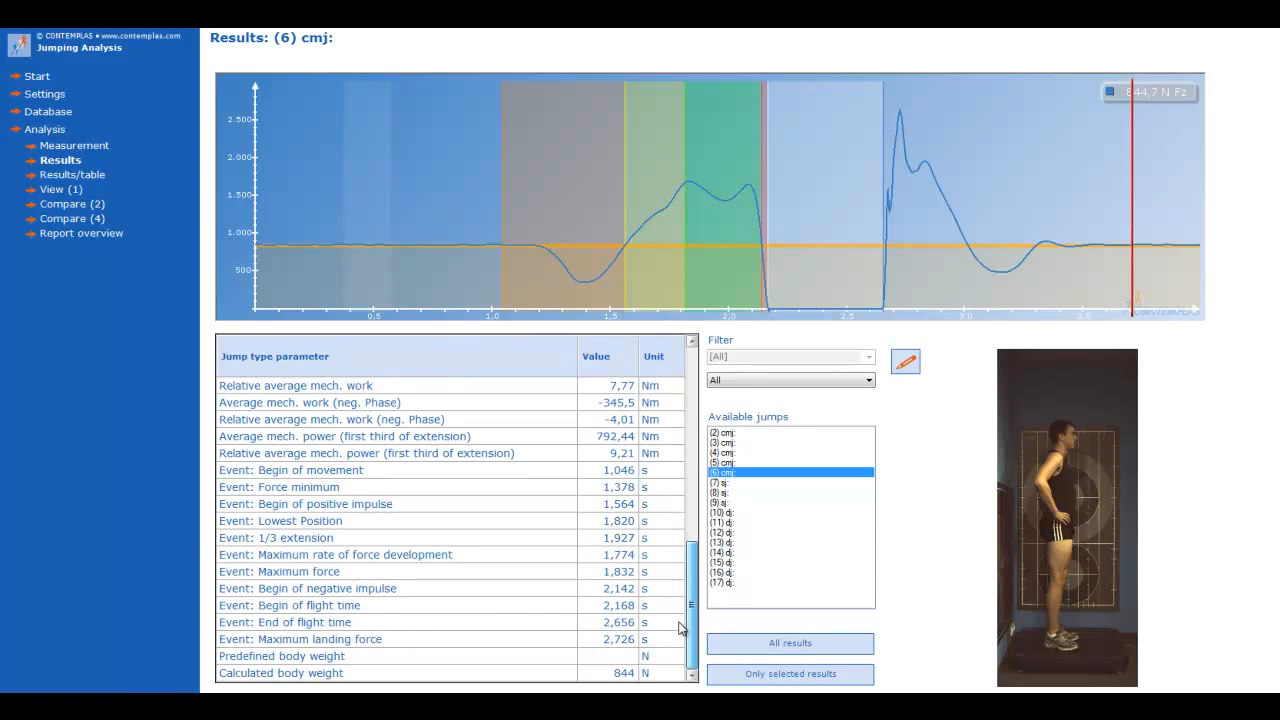 © CONTEMPLAS • www.contemplas.com
Jumping Analysis
Start
Settings
Database
Analysis
Measurement
Results
Results/table
View (1)
Compare (2)
Compare (4)
Report overview
Results: (6) cmj:
844,7 N Fz
2.500
2.000
1.500
1.000
500
0,5 1,0 1,5 2,0 2,5 3,0 3,5
CONTEMPLAS
Jump type parameter Value Unit
Relative average mech. work 7,77 Nm
Average mech. work (neg. Phase) -345,5 Nm
Relative average mech. work (neg. Phase) -4,01 Nm
Average mech. power (first third of extension) 792,44 Nm
Relative average mech. power (first third of extension) 9,21 Nm
Event: Begin of movement 1,046 s
Event: Force minimum 1,378 s
Event: Begin of positive impulse 1,564 s
Event: Lowest Position 1,820 s
Event: 1/3 extension 1,927 s
Event: Maximum rate of force development 1,774 s
Event: Maximum force 1,832 s
Event: Begin of negative impulse 2,142 s
Event: Begin of flight time 2,168 s
Event: End of flight time 2,656 s
Event: Maximum landing force 2,726 s
Predefined body weight N
Calculated body weight 844 N
Filter
[All]
All
Available jumps
(2) cmj:
(3) cmj:
(4) cmj:
(5) cmj:
(6) cmj:
(7) sj:
(8) sj:
(9) sj:
(10) dj:
(11) dj:
(12) dj:
(13) dj:
(14) dj:
(15) dj:
(16) dj:
(17) dj:
All results
Only selected results